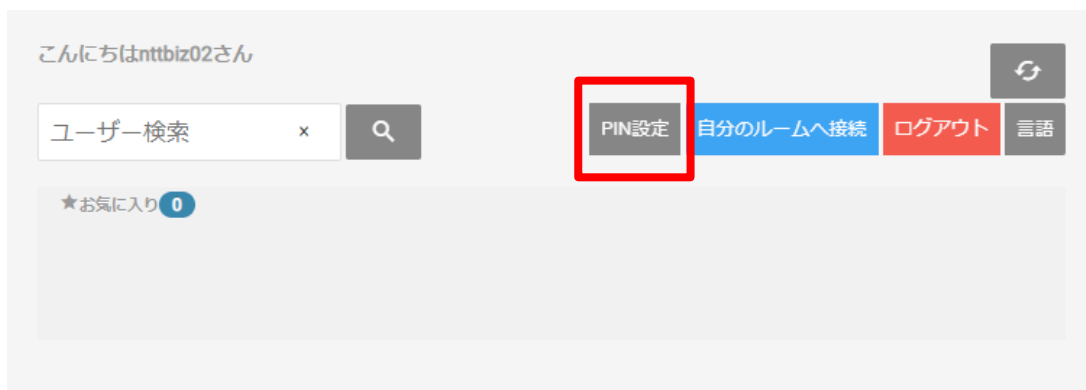 こんにちはnttbiz02さん
ユーザー検索 ×
PIN設定 自分のルームへ接続 ログアウト 言語
★お気に入り 0